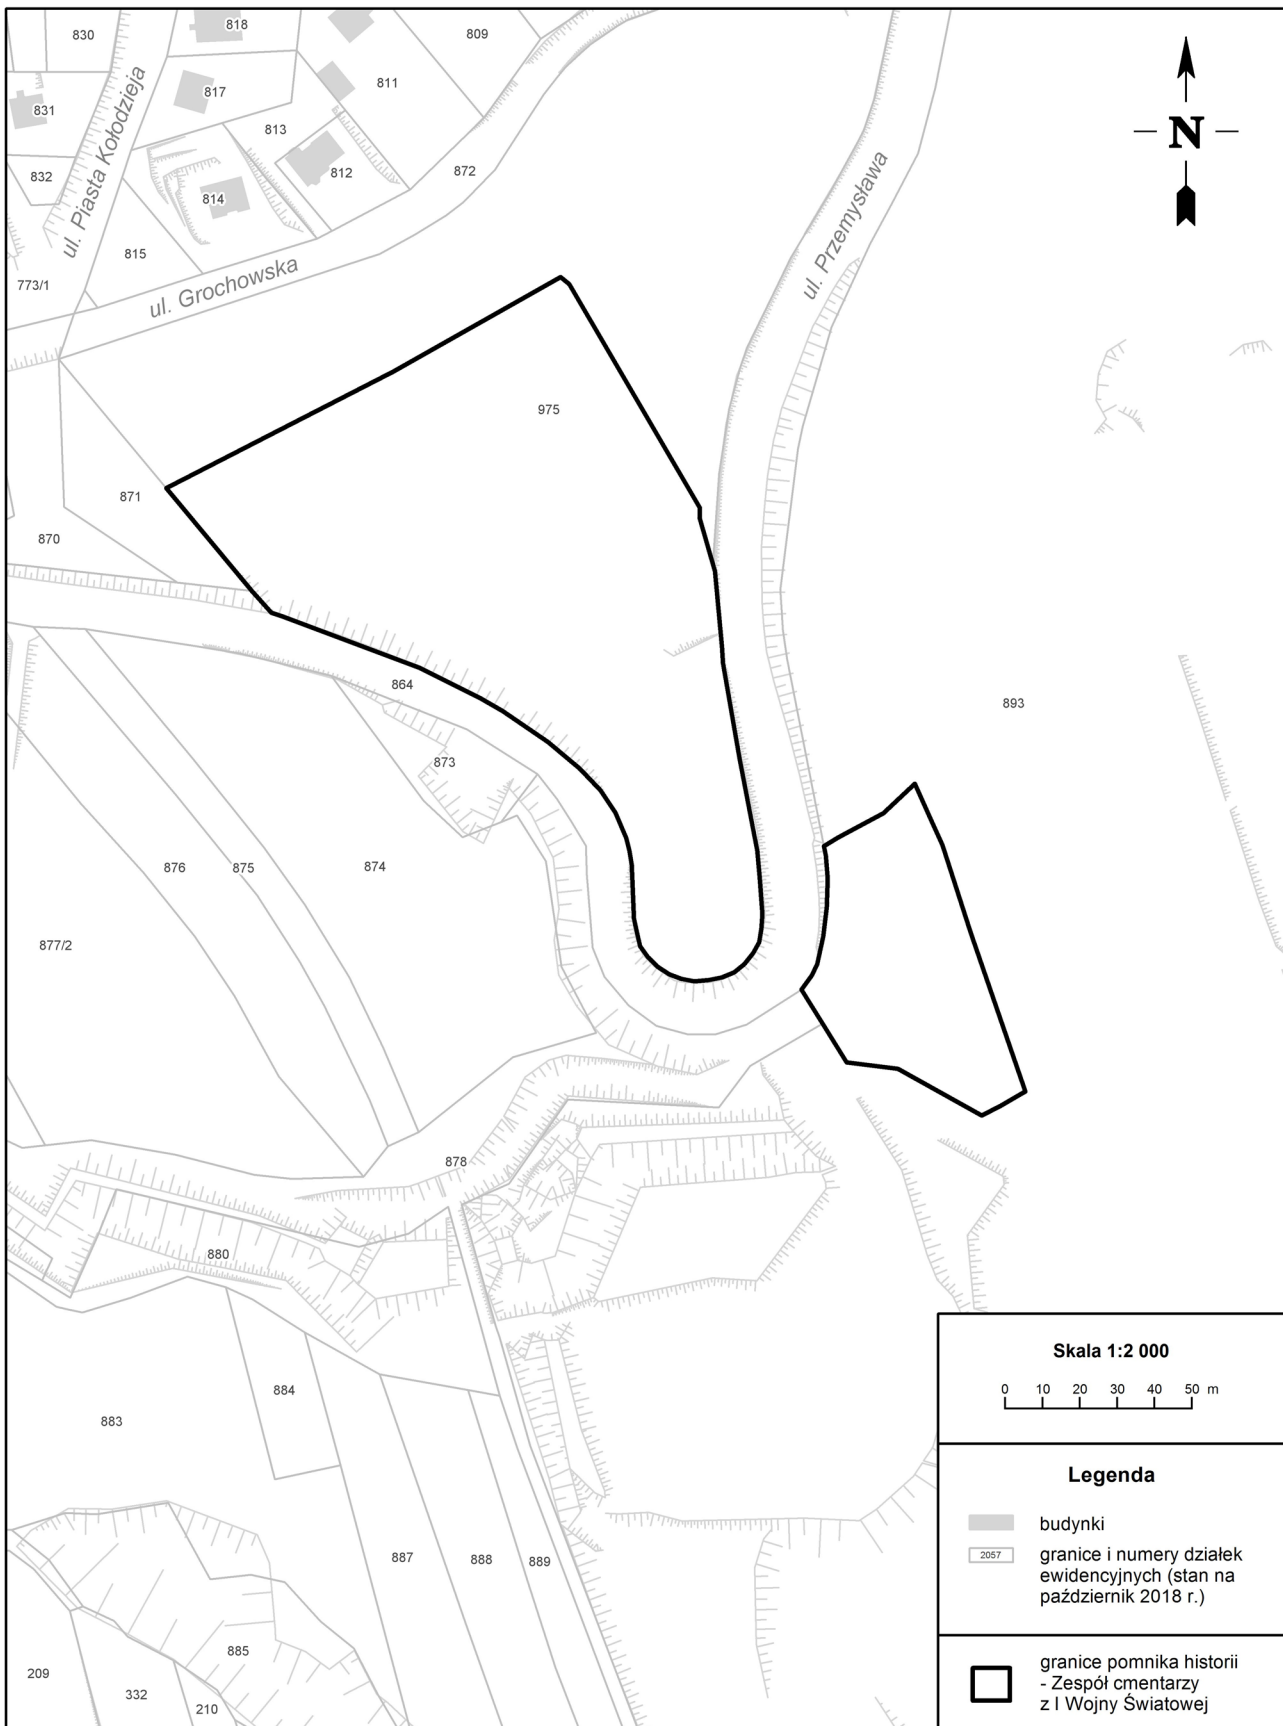 830
818
809
831
817
811
813
832
814
812
872
ul. Piasta Kołodzieja
ul. Przemysława
N
773/1
815
ul. Grochowska
975
871
870
864
893
873
876
875
874
877/2
878
880
884
883
887
888
889
885
209
332
210
Skala 1:2 000
0 10 20 30 40 50 m
Legenda
budynki
2057
granice i numery działek
ewidencyjnych (stan na
październik 2018 r.)
granice pomnika historii
- Zespół cmentarzy
z I Wojny Światowej